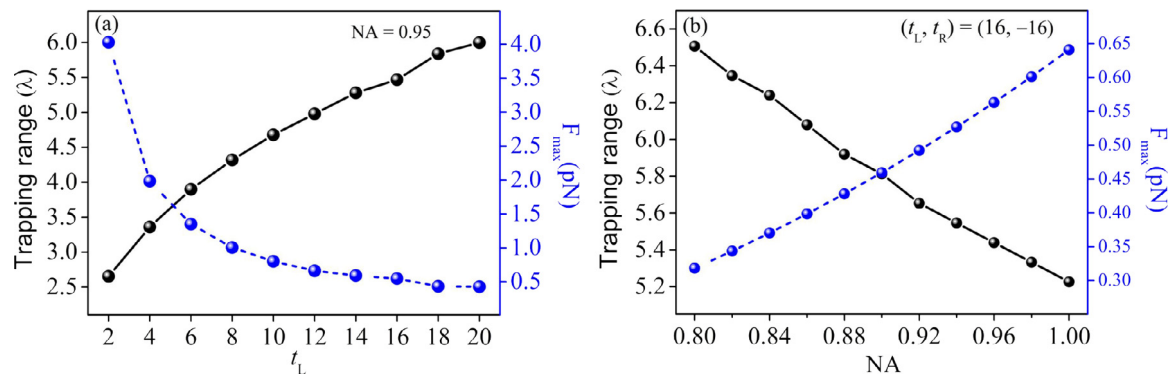 (a)
NA = 0.95
Trapping range (λ)
6.0
5.5
5.0
4.5
4.0
3.5
3.0
2.5
4.0
3.5
3.0
2.5
2.0
1.5
1.0
0.5
F max (pN)
2 4 6 8 10 12 14 16 18 20
tL
(b)
(tL, tR) = (16, –16)
Trapping range (λ)
6.6
6.4
6.2
6.0
5.8
5.6
5.4
5.2
0.65
0.60
0.55
0.50
0.45
0.40
0.35
0.30
F max (pN)
0.80 0.84 0.88 0.92 0.96 1.00
NA